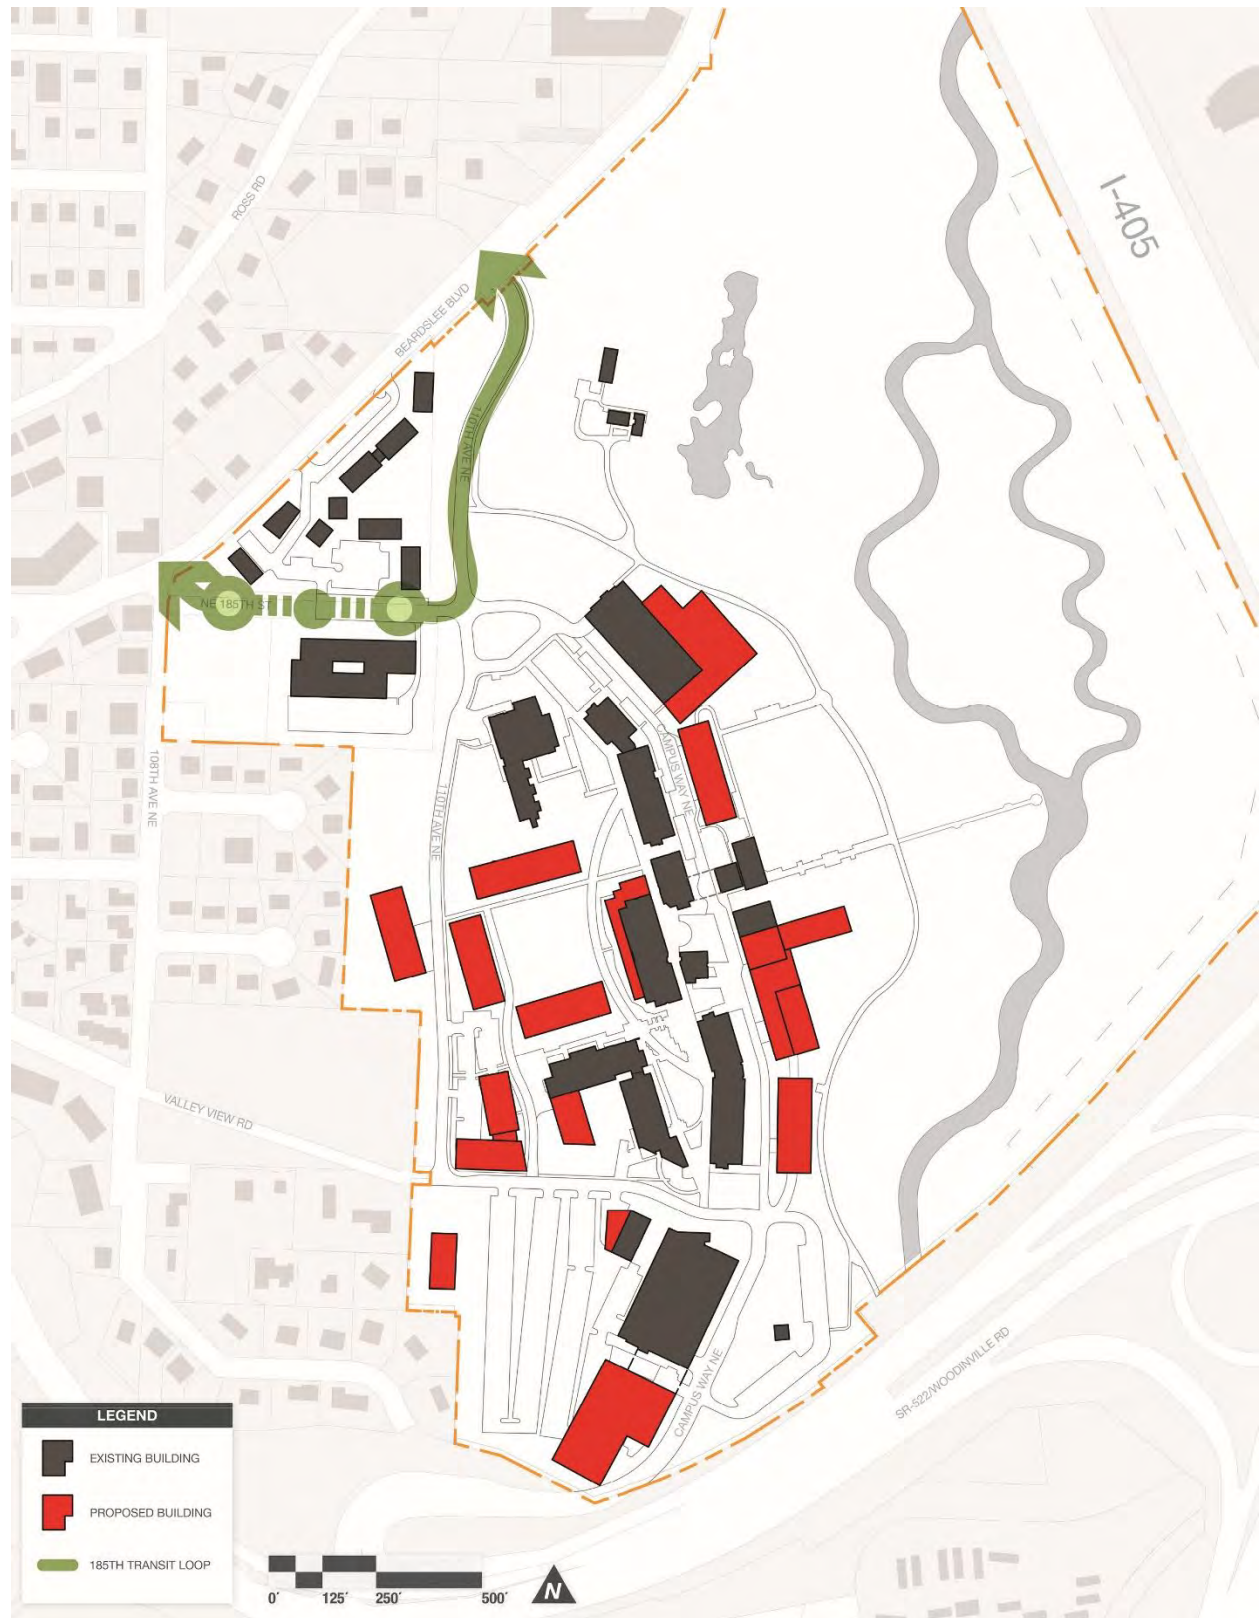 I-405
ROSS RD
BEARDSLEE BLVD
110TH AVE NE
NE 185TH ST
108TH AVE NE
110TH AVE NE
CAMPUS WAY NE
VALLEY VIEW RD
CAMPUS WAY NE
SR-522/WOODINVILLE RD
LEGEND
EXISTING BUILDING
PROPOSED BUILDING
185TH TRANSIT LOOP
0' 125' 250' 500'
N